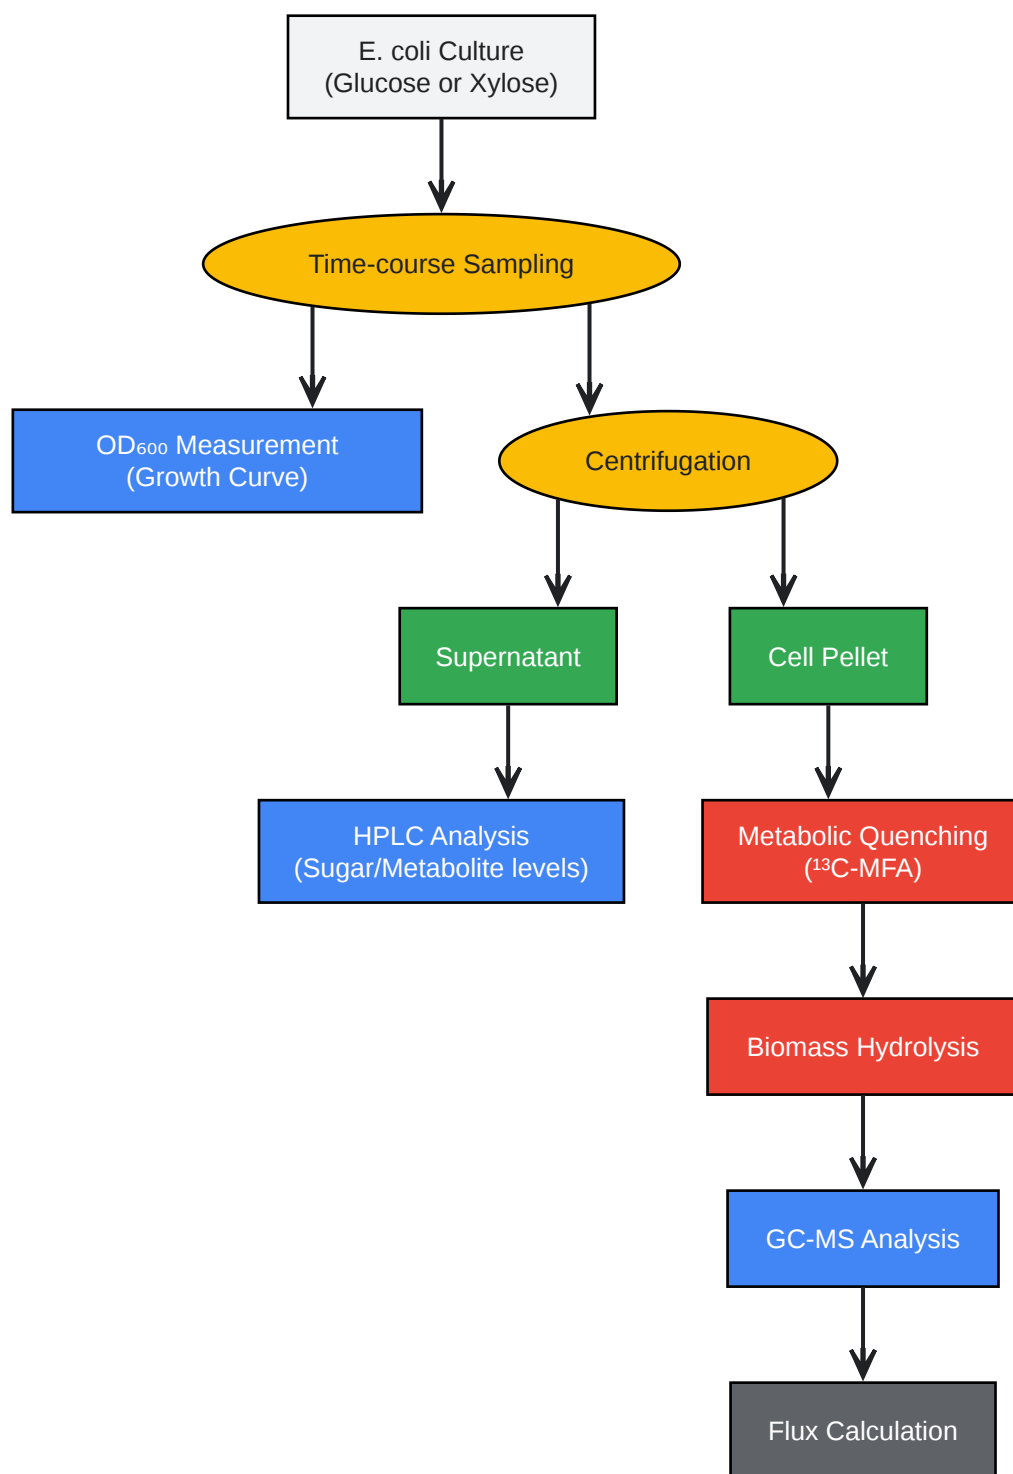 E. coli Culture
(Glucose or Xylose)
Time-course Sampling
OD₆₀₀ Measurement
(Growth Curve)
Centrifugation
Supernatant
Cell Pellet
HPLC Analysis
(Sugar/Metabolite levels)
Metabolic Quenching
(¹³C-MFA)
Biomass Hydrolysis
GC-MS Analysis
Flux Calculation